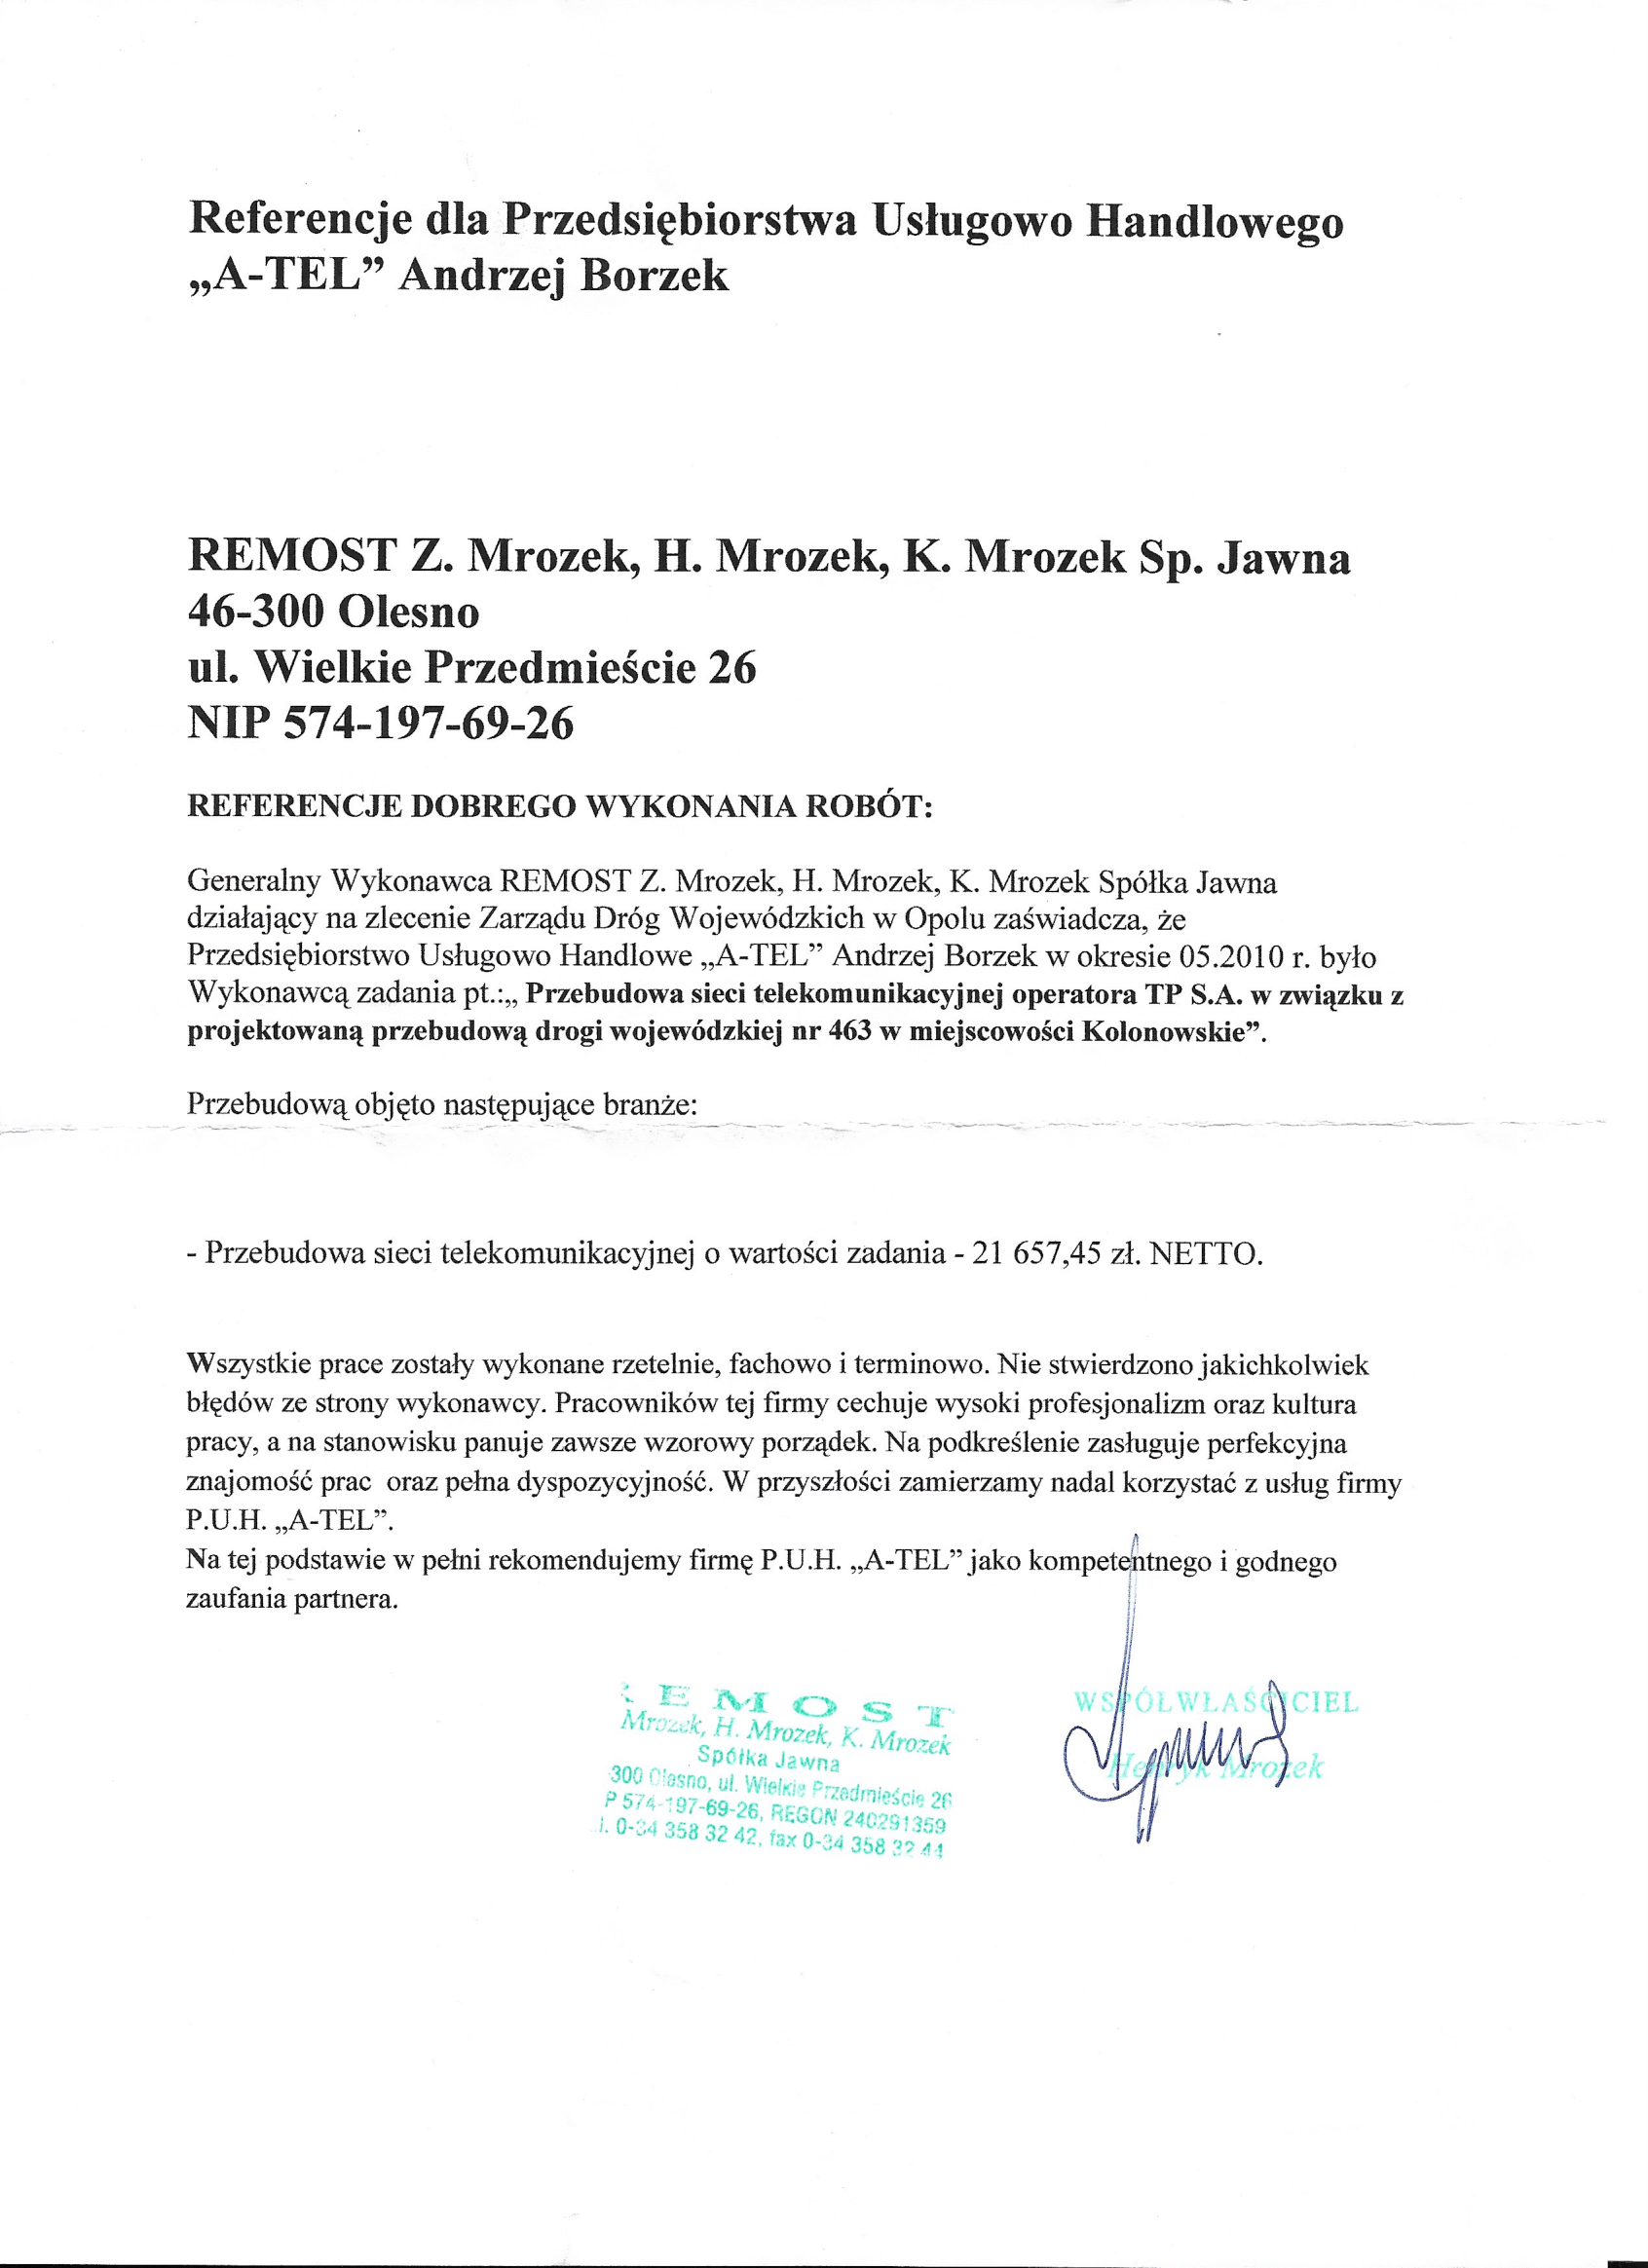 Referencje dla Przedsiębiorstwa Usługowo Handlowego
„A-TEL” Andrzej Borzek
REMOST Z. Mrozek, H. Mrozek, K. Mrozek Sp. Jawna
46-300 Olesno
ul. Wielkie Przedmieście 26
NIP 574-197-69-26
REFERENCJE DOBREGO WYKONANIA ROBÓT:
Generalny Wykonawca REMOST Z. Mrozek, H. Mrozek, K. Mrozek Spółka Jawna
działający na zlecenie Zarządu Dróg Wojewódzkich w Opolu zaświadcza, że
Przedsiębiorstwo Usługowo Handlowe „A-TEL” Andrzej Borzek w okresie 05.2010 r. było
Wykonawcą zadania pt.:„ Przebudowa sieci telekomunikacyjnej operatora TP S.A. w związku z
projektowaną przebudową drogi wojewódzkiej nr 463 w miejscowości Kolonowskie”.
Przebudową objęto następujące branże:
- Przebudowa sieci telekomunikacyjnej o wartości zadania - 21 657,45 zł. NETTO.
Wszystkie prace zostały wykonane rzetelnie, fachowo i terminowo. Nie stwierdzono jakichkolwiek
błędów ze strony wykonawcy. Pracowników tej firmy cechuje wysoki profesjonalizm oraz kultura
pracy, a na stanowisku panuje zawsze wzorowy porządek. Na podkreślenie zasługuje perfekcyjna
znajomość prac oraz pełna dyspozycyjność. W przyszłości zamierzamy nadal korzystać z usług firmy
P.U.H. „A-TEL”.
Na tej podstawie w pełni rekomendujemy firmę P.U.H. „A-TEL” jako kompetentnego i godnego
zaufania partnera.
EMOST
Mrozek, H. Mrozek, K. Mrozek
Spółka Jawna
300 Olesno, ul. Wielkie Przedmieście 26
P 574-197-69-26, REGON 240291359
l. 0-34 358 32 42, fax 0-34 358 32 44
WSPÓŁWŁAŚCICIEL
Henryk Mrozek